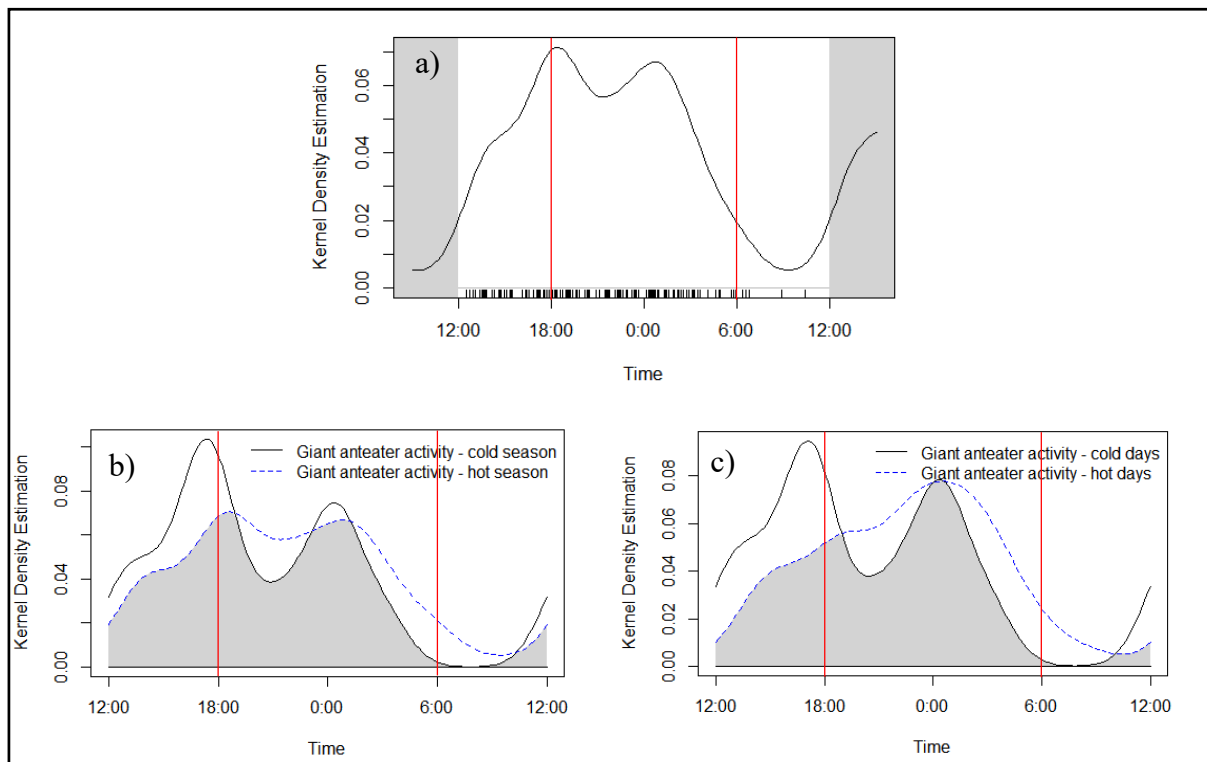 a)
Kernel Density Estimation
0.00 0.02 0.04 0.06
12:00 18:00 0:00 6:00 12:00
Time
b)
Giant anteater activity - cold season
Giant anteater activity - hot season
Kernel Density Estimation
0.00 0.04 0.08
12:00 18:00 0:00 6:00 12:00
Time
c)
Giant anteater activity - cold days
Giant anteater activity - hot days
Kernel Density Estimation
0.00 0.02 0.04 0.06 0.08
12:00 18:00 0:00 6:00 12:00
Time